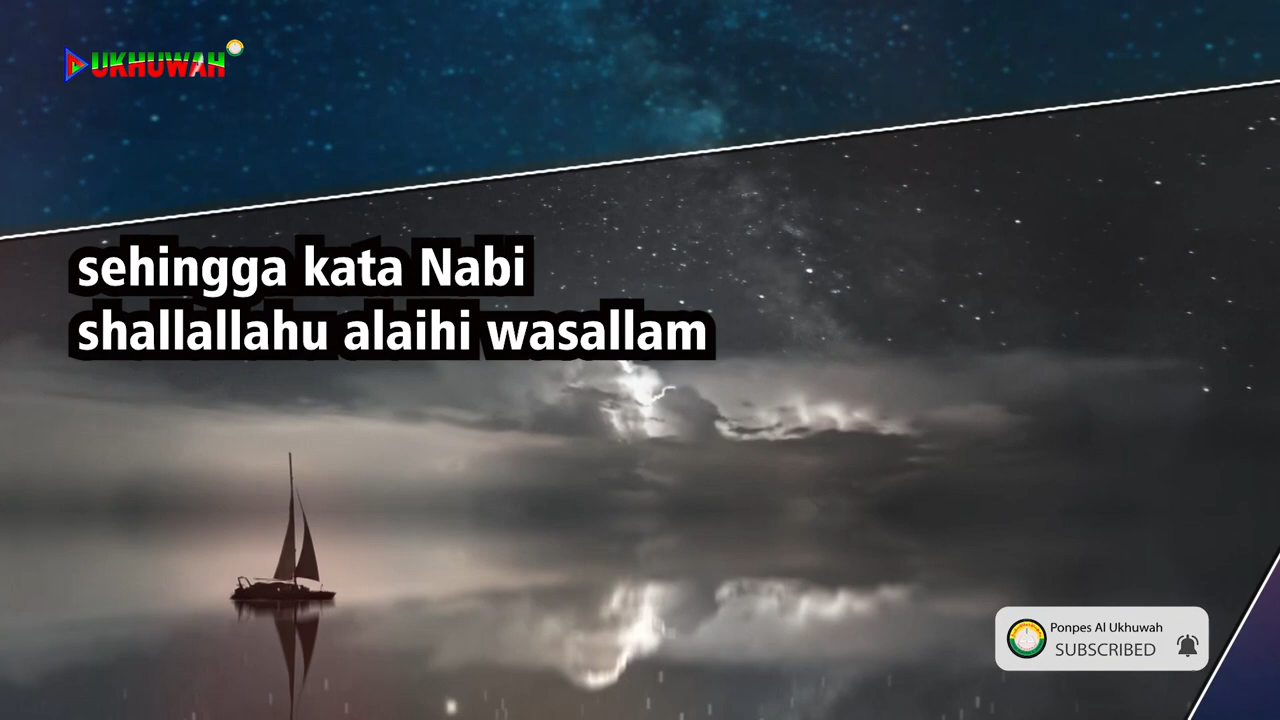 UKHUWAH
sehingga kata Nabi
shallallahu alaihi wasallam
Ponpes Al Ukhuwah
SUBSCRIBED